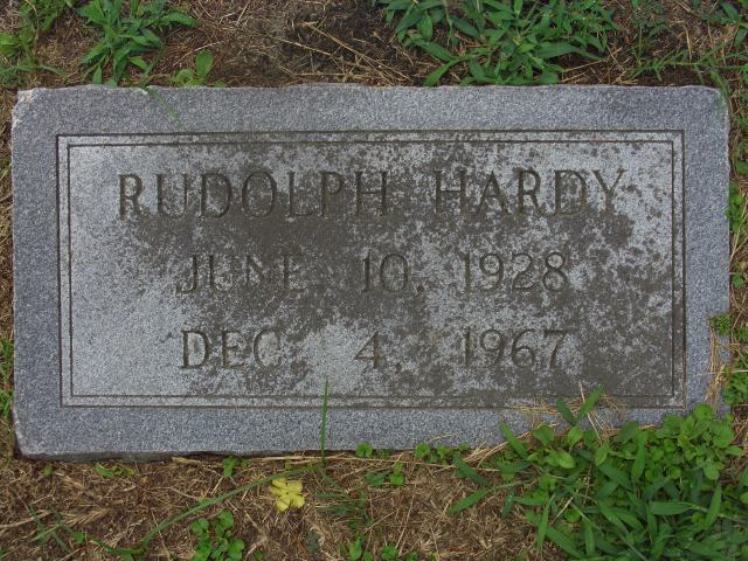 RUDOLPH HARDY
JUNE 10, 1928
DEC. 4, 1967